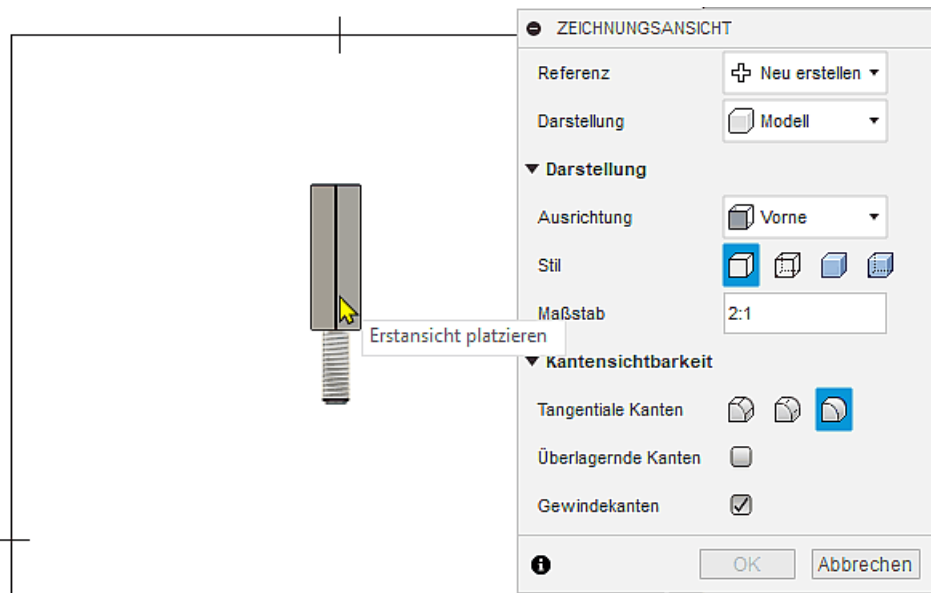 ZEICHNUNGSANSICHT
Referenz
Neu erstellen
Darstellung
Modell
Darstellung
Ausrichtung
Vorne
Stil
Maßstab
2:1
Erstansicht platzieren
Kantensichtbarkeit
Tangentiale Kanten
Überlagernde Kanten
Gewindekanten
OK
Abbrechen